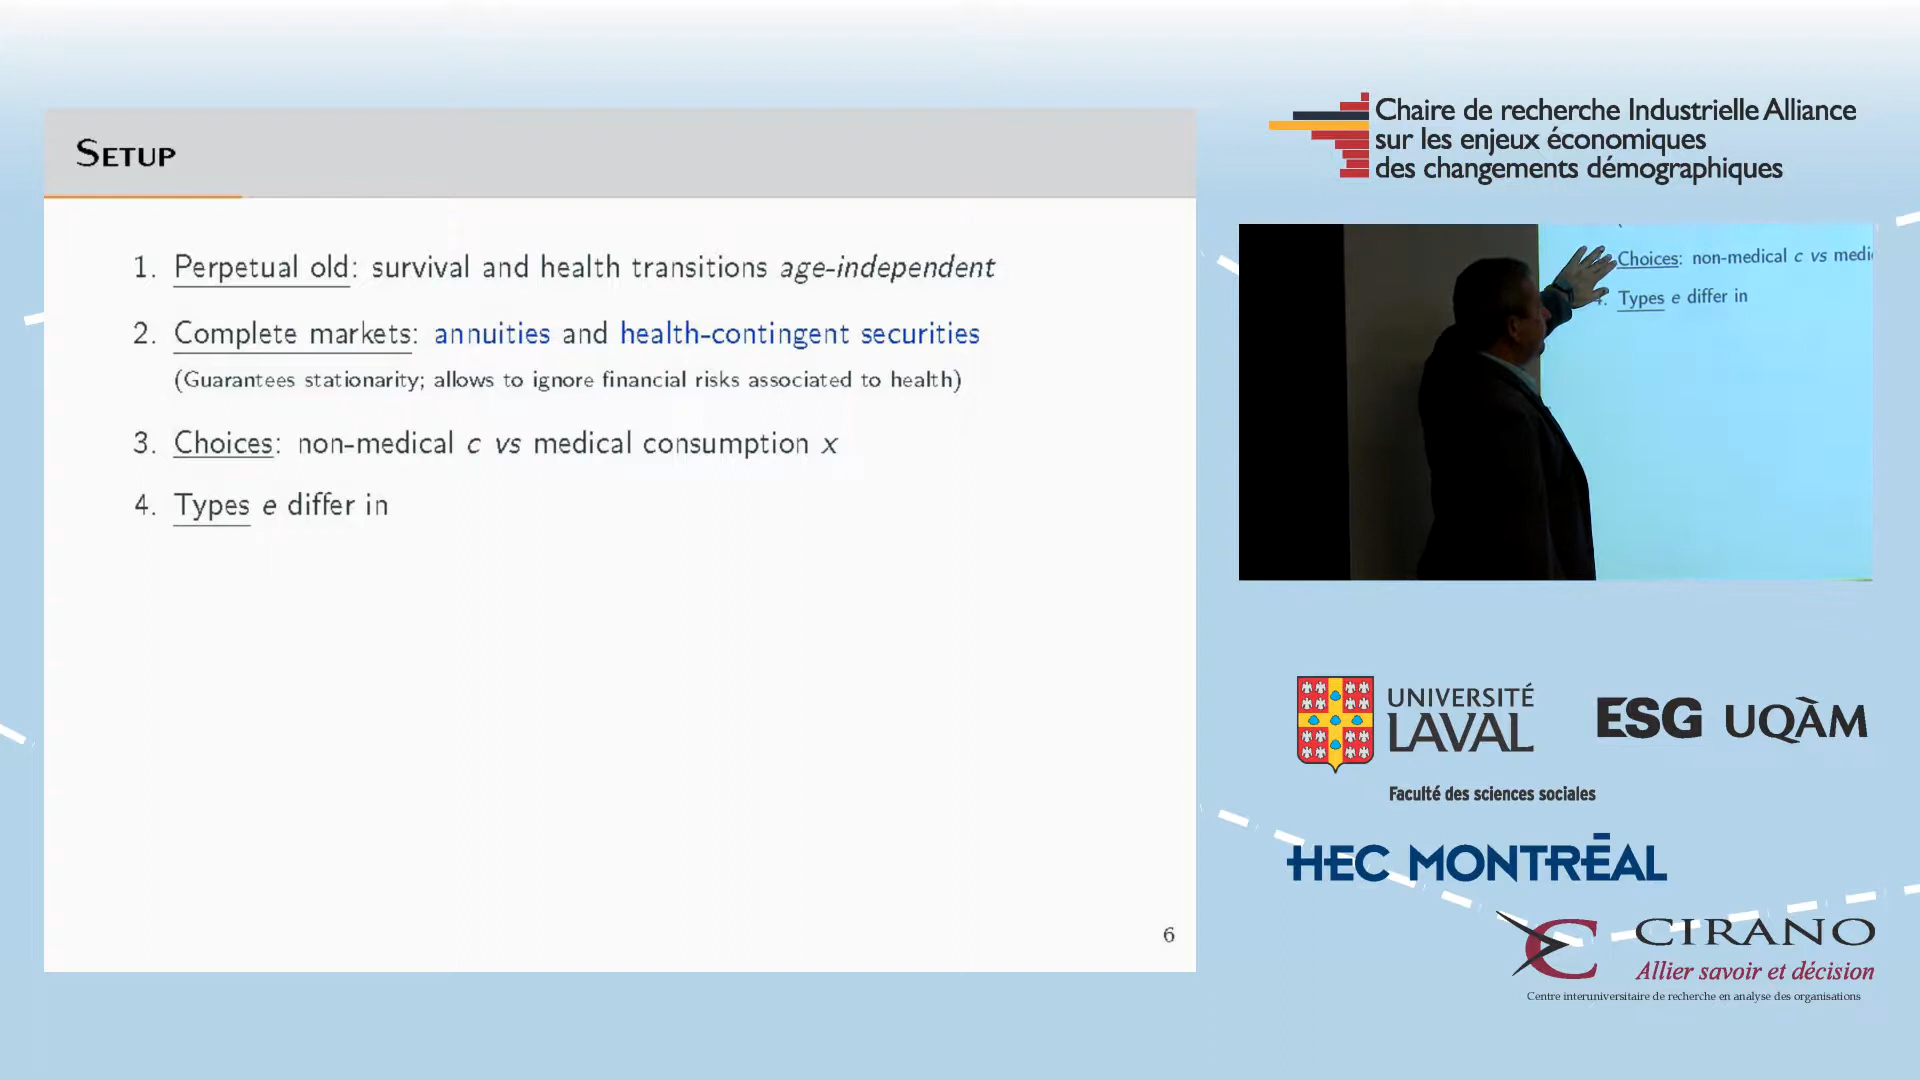 SETUP
1. Perpetual old: survival and health transitions age-independent
2. Complete markets: annuities and health-contingent securities
(Guarantees stationarity; allows to ignore financial risks associated to health)
3. Choices: non-medical c vs medical consumption x
4. Types e differ in
6
Chaire de recherche Industrielle Alliance
sur les enjeux économiques
des changements démographiques
Choices: non-medical c vs medi
4. Types e differ in
UNIVERSITÉ
LAVAL
Faculté des sciences sociales
ESG UQÀM
HEC MONTRĒAL
CIRANO
Allier savoir et décision
Centre interuniversitaire de recherche en analyse des organisations